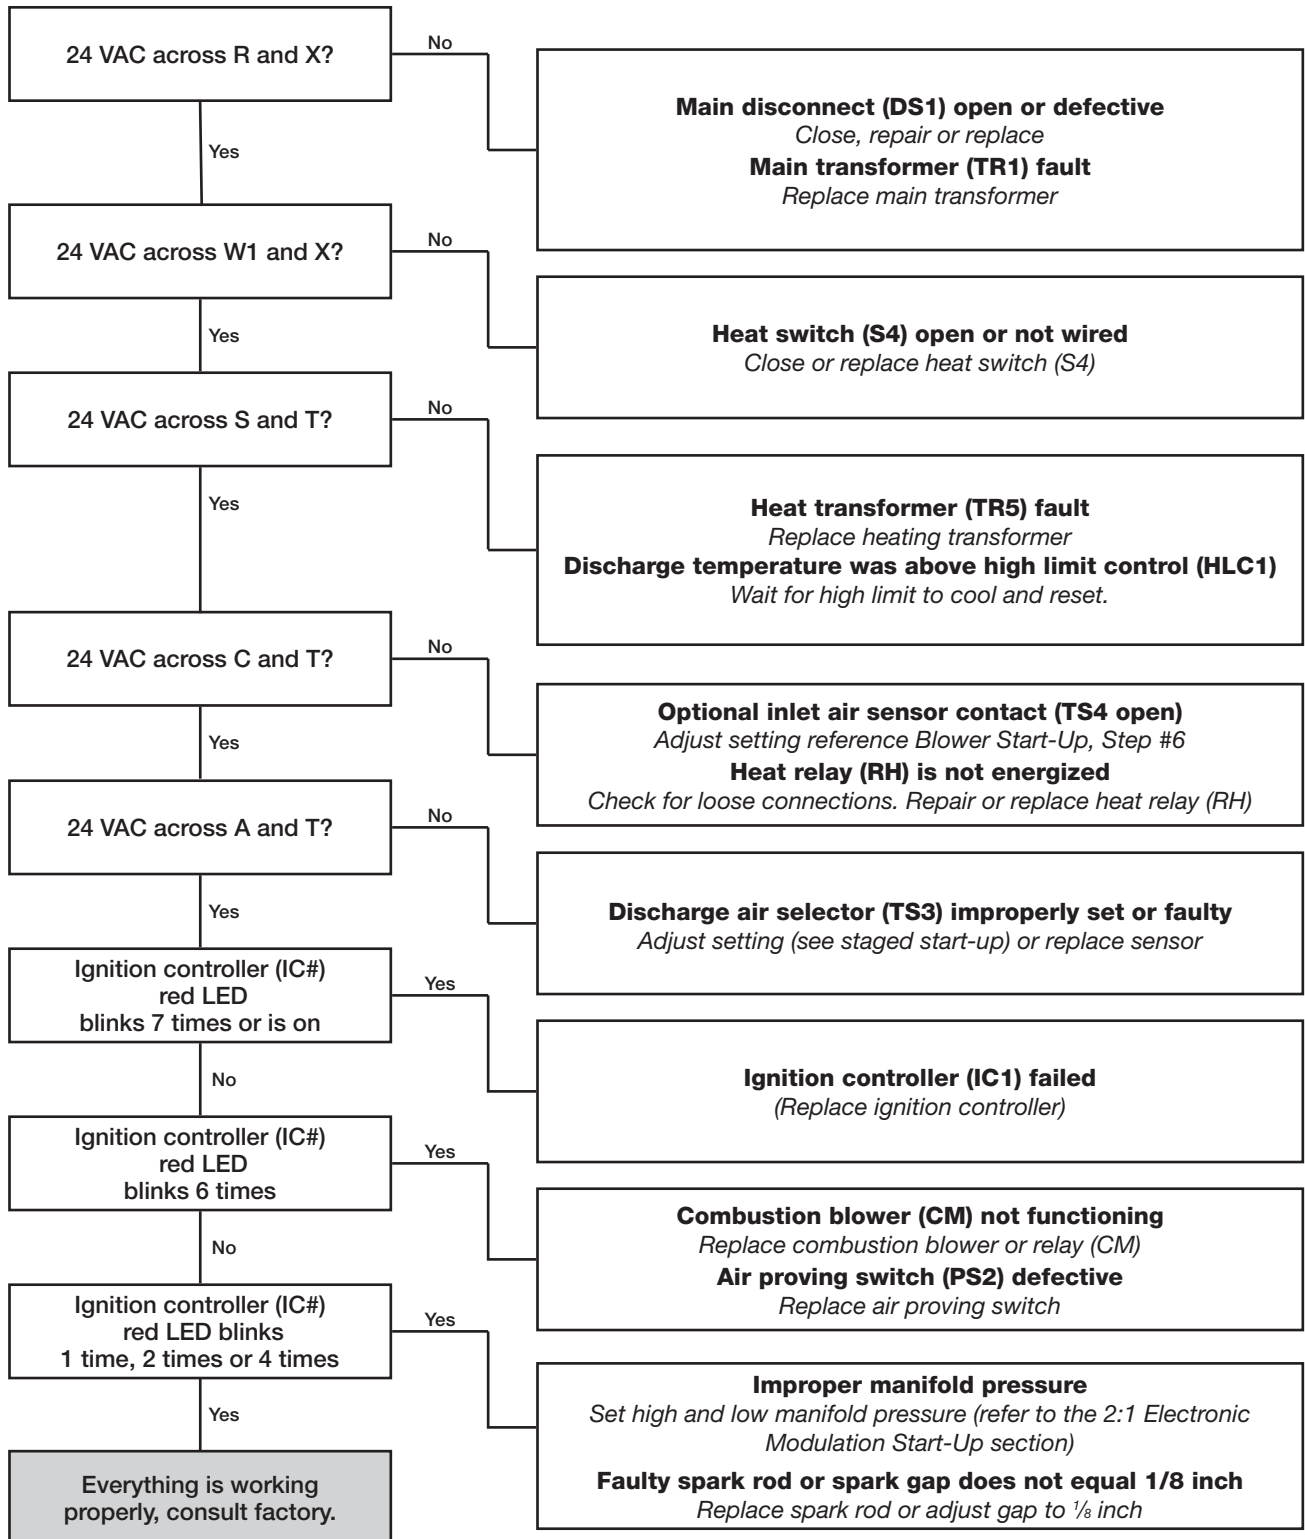 24 VAC across R and X?
No
Main disconnect (DS1) open or defective
Close, repair or replace
Main transformer (TR1) fault
Replace main transformer
Yes
24 VAC across W1 and X?
No
Heat switch (S4) open or not wired
Close or replace heat switch (S4)
Yes
24 VAC across S and T?
No
Heat transformer (TR5) fault
Replace heating transformer
Discharge temperature was above high limit control (HLC1)
Wait for high limit to cool and reset.
Yes
24 VAC across C and T?
No
Optional inlet air sensor contact (TS4 open)
Adjust setting reference Blower Start-Up, Step #6
Heat relay (RH) is not energized
Check for loose connections. Repair or replace heat relay (RH)
Yes
24 VAC across A and T?
No
Discharge air selector (TS3) improperly set or faulty
Adjust setting (see staged start-up) or replace sensor
Yes
Ignition controller (IC#)
red LED
blinks 7 times or is on
Yes
Ignition controller (IC1) failed
(Replace ignition controller)
No
Ignition controller (IC#)
red LED
blinks 6 times
Yes
Combustion blower (CM) not functioning
Replace combustion blower or relay (CM)
Air proving switch (PS2) defective
Replace air proving switch
No
Ignition controller (IC#)
red LED blinks
1 time, 2 times or 4 times
Yes
Improper manifold pressure
Set high and low manifold pressure (refer to the 2:1 Electronic
Modulation Start-Up section)
Faulty spark rod or spark gap does not equal 1/8 inch
Replace spark rod or adjust gap to ⅛ inch
Yes
Everything is working
properly, consult factory.